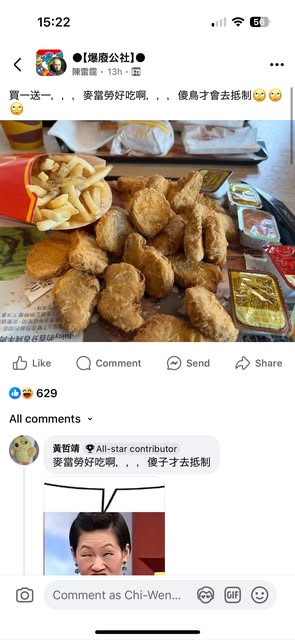 15:22
56
●【爆廢公社】●
陳雷霆 · 13h ·
買一送一，，，麥當勞好吃啊，，，傻鳥才會去抵制🙄🙄
🙄
Like
Comment
Send
Share
629
All comments
黃哲靖 All-star contributor
麥當勞好吃啊，，，傻子才去抵制
Comment as Chi-Wen...
GIF